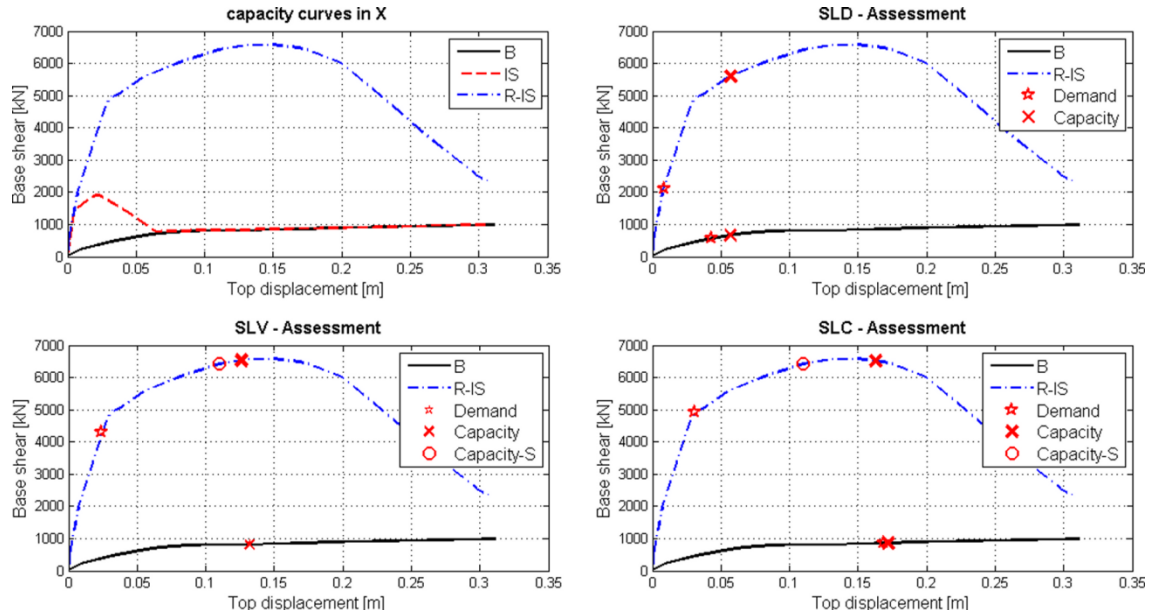 capacity curves in X
7000
6000
5000
4000
3000
2000
1000
0
Base shear [kN]
B
IS
R-IS
0 0.05 0.1 0.15 0.2 0.25 0.3 0.35
Top displacement [m]
SLD - Assessment
7000
6000
5000
4000
3000
2000
1000
0
Base shear [kN]
B
R-IS
Demand
Capacity
0 0.05 0.1 0.15 0.2 0.25 0.3 0.35
Top displacement [m]
SLV - Assessment
7000
6000
5000
4000
3000
2000
1000
0
Base shear [kN]
B
R-IS
Demand
Capacity
Capacity-S
0 0.05 0.1 0.15 0.2 0.25 0.3 0.35
Top displacement [m]
SLC - Assessment
7000
6000
5000
4000
3000
2000
1000
0
Base shear [kN]
B
R-IS
Demand
Capacity
Capacity-S
0 0.05 0.1 0.15 0.2 0.25 0.3 0.35
Top displacement [m]